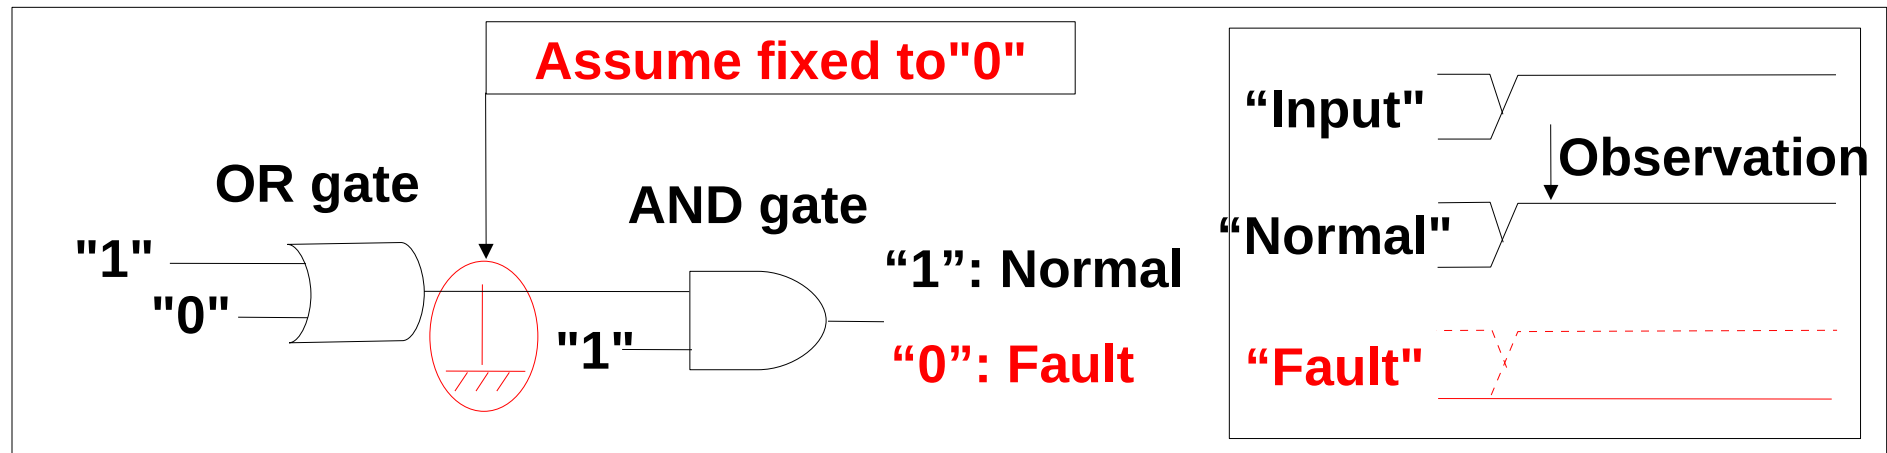 Assume fixed to"0"
OR gate
AND gate
"1"
"0"
"1"
“1”: Normal
“0”: Fault
“Input"
Observation
“Normal"
“Fault"